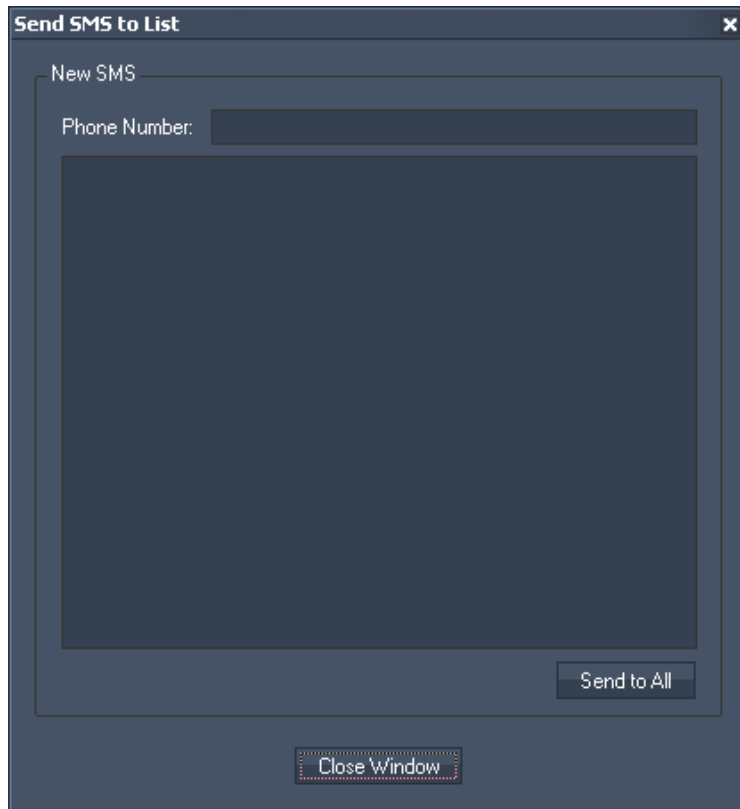 Send SMS to List
New SMS
Phone Number:
Send to All
Close Window